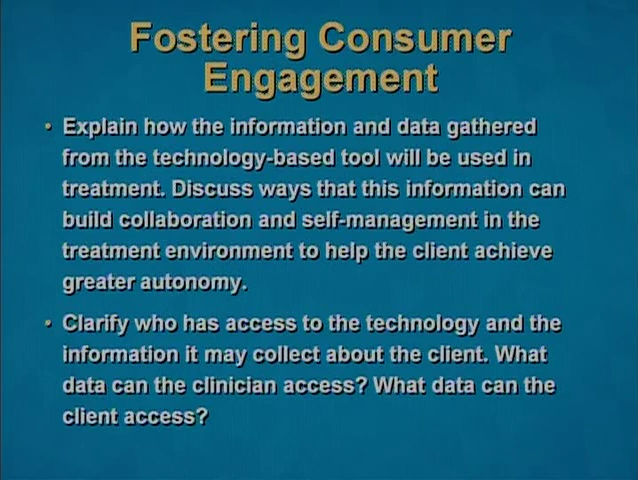 Fostering Consumer
Engagement
• Explain how the information and data gathered
from the technology-based tool will be used in
treatment. Discuss ways that this information can
build collaboration and self-management in the
treatment environment to help the client achieve
greater autonomy.
• Clarify who has access to the technology and the
information it may collect about the client. What
data can the clinician access? What data can the
client access?